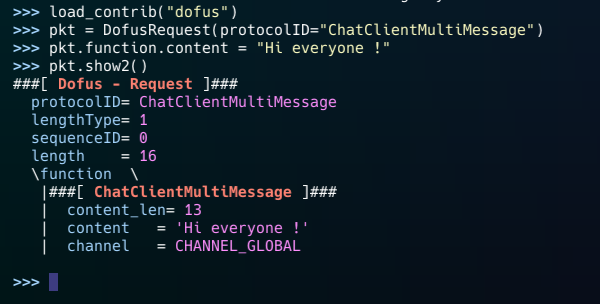 >>> load_contrib("dofus")
>>> pkt = DofusRequest(protocolID="ChatClientMultiMessage")
>>> pkt.function.content = "Hi everyone !"
>>> pkt.show2()
###[ Dofus - Request ]###
  protocolID= ChatClientMultiMessage
  lengthType= 1
  sequenceID= 0
  length    = 16
  \function  \
   |###[ ChatClientMultiMessage ]###
   |  content_len= 13
   |  content   = 'Hi everyone !'
   |  channel   = CHANNEL_GLOBAL
>>>